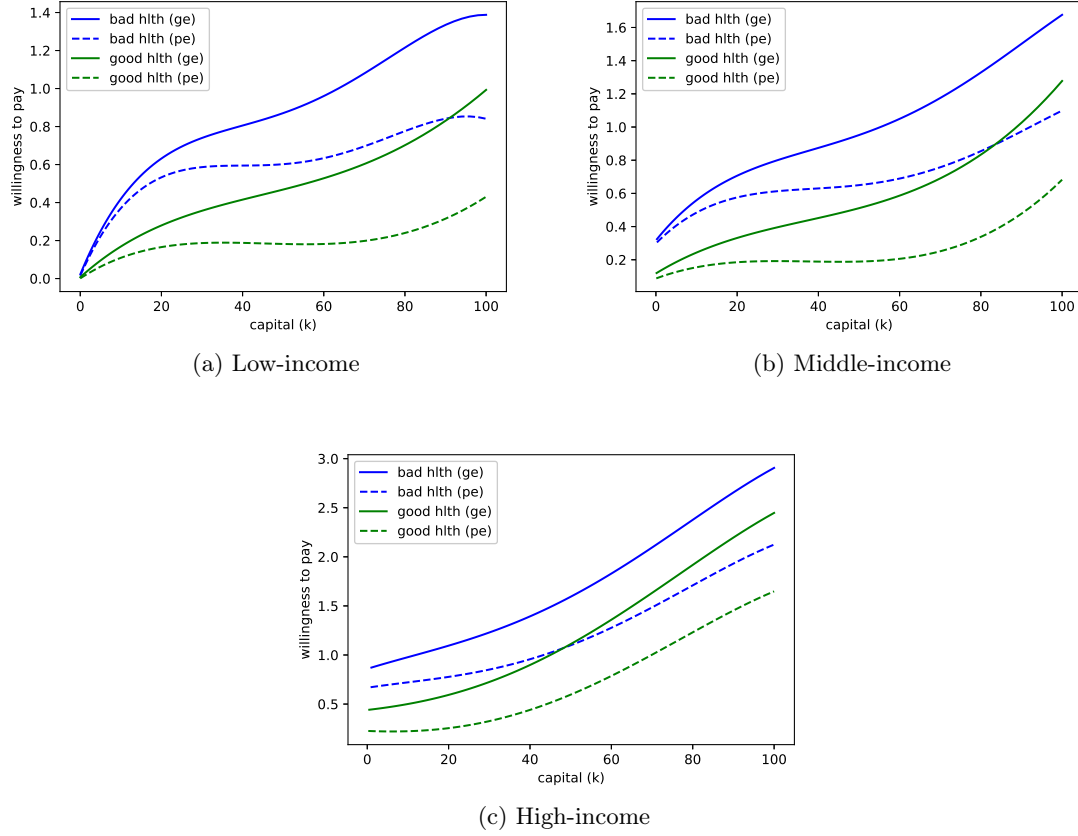 bad hlth (ge)
bad hlth (pe)
good hlth (ge)
good hlth (pe)
willingness to pay
1.4
1.2
1.0
0.8
0.6
0.4
0.2
0.0
0 20 40 60 80 100
capital (k)
(a) Low-income
bad hlth (ge)
bad hlth (pe)
good hlth (ge)
good hlth (pe)
willingness to pay
1.6
1.4
1.2
1.0
0.8
0.6
0.4
0.2
0 20 40 60 80 100
capital (k)
(b) Middle-income
bad hlth (ge)
bad hlth (pe)
good hlth (ge)
good hlth (pe)
willingness to pay
3.0
2.5
2.0
1.5
1.0
0.5
0 20 40 60 80 100
capital (k)
(c) High-income